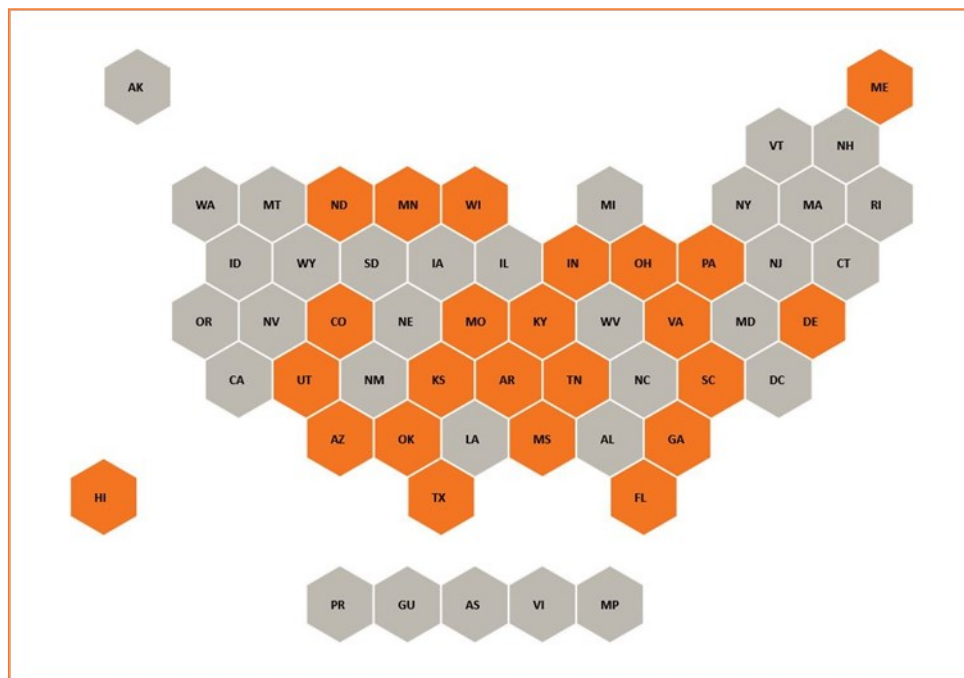 AK
ME
VT NH
WA MT ND MN WI MI NY MA RI
ID WY SD IA IL IN OH PA NJ CT
OR NV CO NE MO KY WV VA MD DE
CA UT NM KS AR TN NC SC DC
AZ OK LA MS AL GA
HI TX FL
PR GU AS VI MP